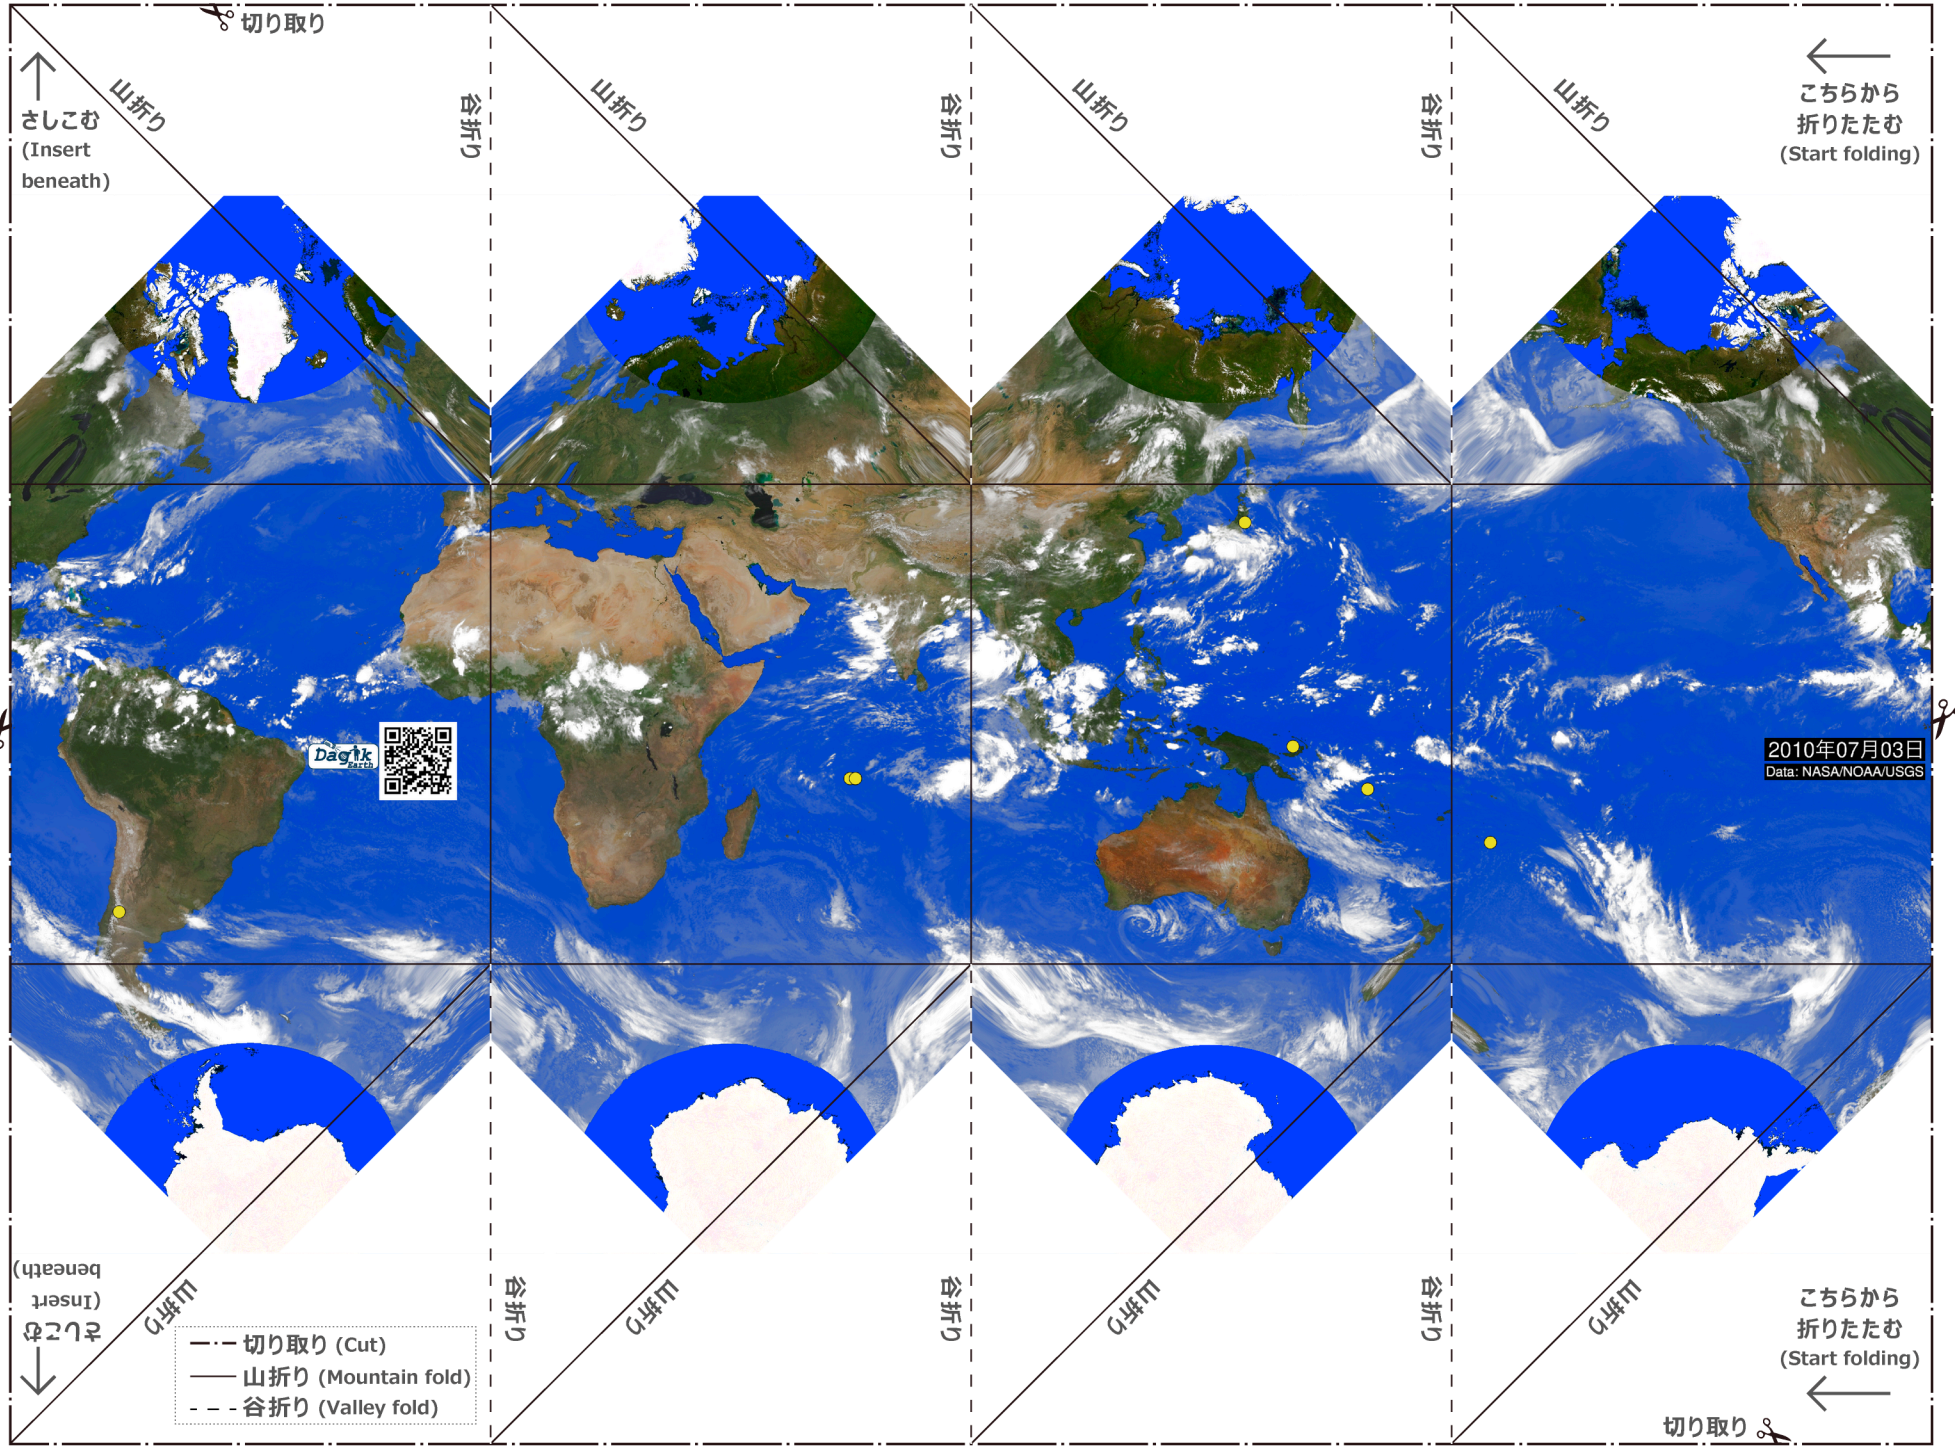 切り取り
さしこむ
(Insert
beneath)
山折り
谷折り
山折り
谷折り
山折り
谷折り
山折り
こちらから
折りたたむ
(Start folding)
Dagik
Earth
2010年07月03日
Data: NASA/NOAA/USGS
さしこむ
(Insert
beneath)
山折り
谷折り
山折り
谷折り
山折り
谷折り
山折り
こちらから
折りたたむ
(Start folding)
切り取り (Cut)
山折り (Mountain fold)
谷折り (Valley fold)
切り取り